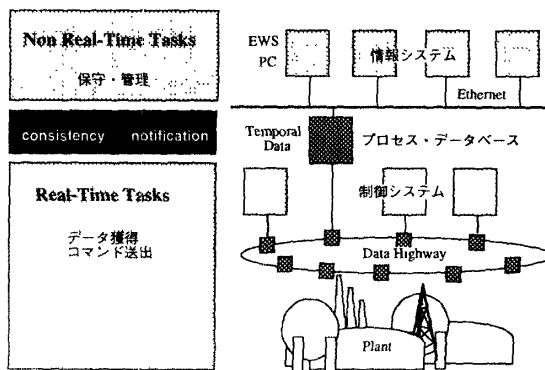 Non Real-Time Tasks
保守・管理
consistency notification
Real-Time Tasks
データ獲得
コマンド送出
EWS
PC
情報システム
Ethernet
Temporal
Data
プロセス・データベース
制御システム
Data Highway
Plant